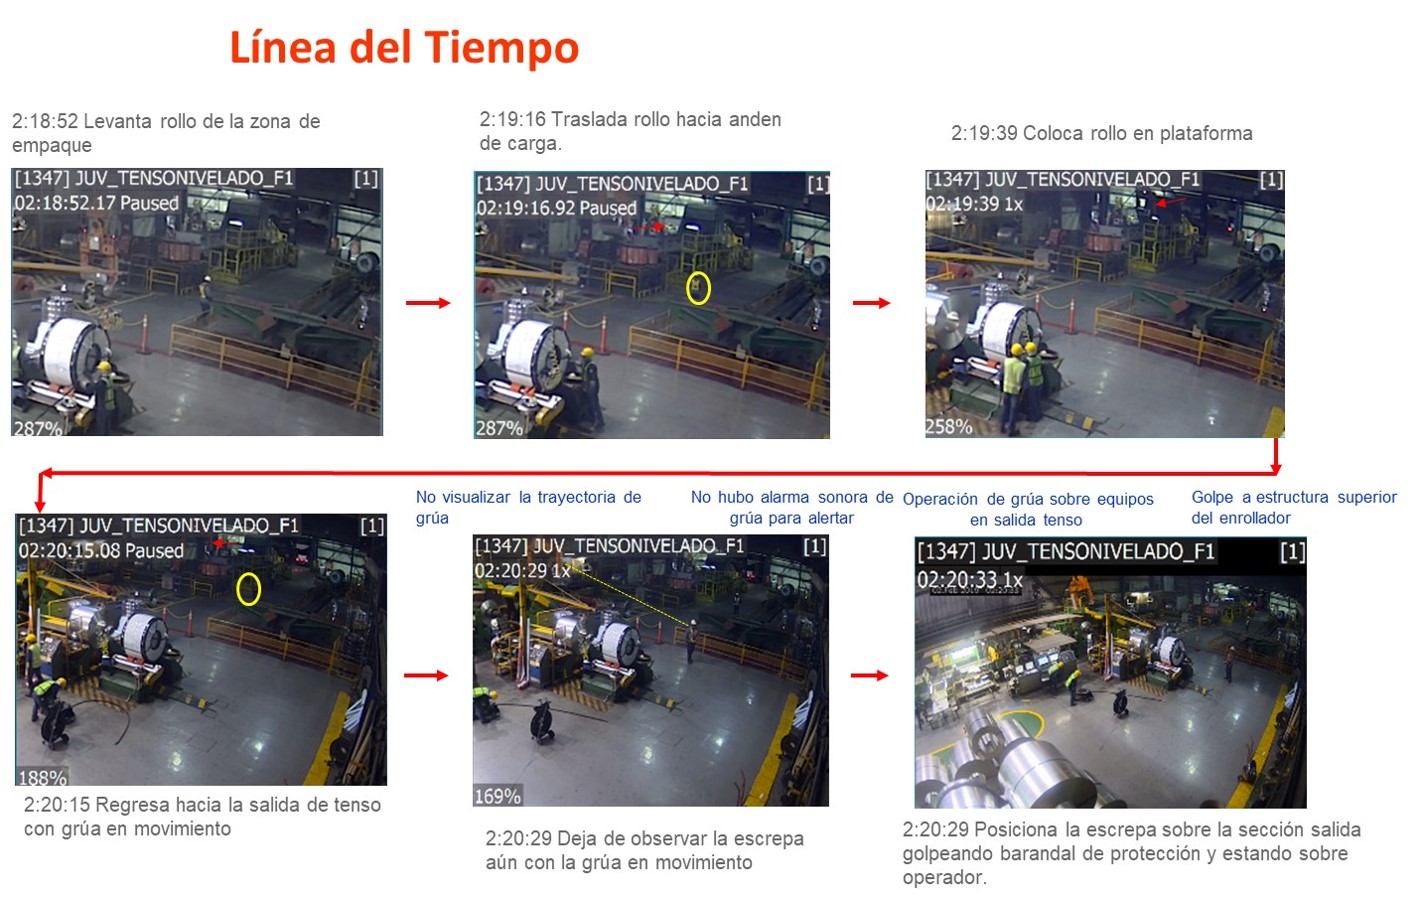 Línea del Tiempo
2:18:52 Levanta rollo de la zona de
empaque
2:19:16 Traslada rollo hacia anden
de carga.
2:19:39 Coloca rollo en plataforma
[1347] JUV_TENSONIVELADO_F1 [1]
02:18:52.17 Paused
287%
[1347] JUV_TENSONIVELADO_F1 [1]
02:19:16.92 Paused
287%
[1347] JUV_TENSONIVELADO_F1 [1]
02:19:39 1x
258%
No visualizar la trayectoria de
grúa
No hubo alarma sonora de
grúa para alertar
Operación de grúa sobre equipos
en salida tenso
Golpe a estructura superior
del enrollador
[1347] JUV_TENSONIVELADO_F1 [1]
02:20:15.08 Paused
188%
[1347] JUV_TENSONIVELADO_F1 [1]
02:20:29 1x
169%
[1347] JUV_TENSONIVELADO_F1 [1]
02:20:33 1x
2:20:15 Regresa hacia la salida de tenso
con grúa en movimiento
2:20:29 Deja de observar la escrepa
aún con la grúa en movimiento
2:20:29 Posiciona la escrepa sobre la sección salida
golpeando barandal de protección y estando sobre
operador.